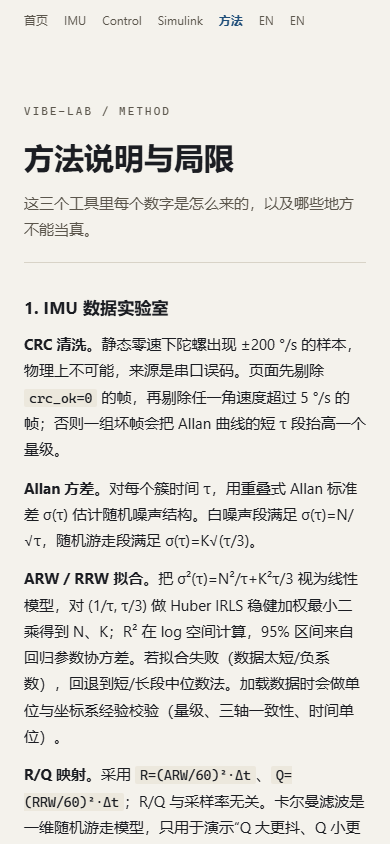 首页 IMU Control Simulink 方法 EN EN
VIBE-LAB / METHOD
方法说明与局限
这三个工具里每个数字是怎么来的，以及哪些地方
不能当真。
1. IMU 数据实验室
CRC 清洗。静态零速下陀螺出现 ±200 °/s 的样本，
物理上不可能，来源是串口误码。页面先剔除
crc_ok=0 的帧，再剔除任一角速度超过 5 °/s 的
帧；否则一组坏帧会把 Allan 曲线的短 τ 段抬高一个
量级。
Allan 方差。对每个簇时间 τ，用重叠式 Allan 标准
差 σ(τ) 估计随机噪声结构。白噪声段满足 σ(τ)=N/
√τ，随机游走段满足 σ(τ)=K√(τ/3)。
ARW / RRW 拟合。把 σ²(τ)=N²/τ+K²τ/3 视为线性
模型，对 (1/τ, τ/3) 做 Huber IRLS 稳健加权最小二
乘得到 N、K；R² 在 log 空间计算，95% 区间来自
回归参数协方差。若拟合失败（数据太短/负系
数），回退到短/长段中位数法。加载数据时会做单
位与坐标系经验校验（量级、三轴一致性、时间单
位）。
R/Q 映射。采用 R=(ARW/60)²·Δt、Q=
(RRW/60)²·Δt；R/Q 与采样率无关。卡尔曼滤波是
一维随机游走模型，只用于演示“Q 大更抖、Q 小更